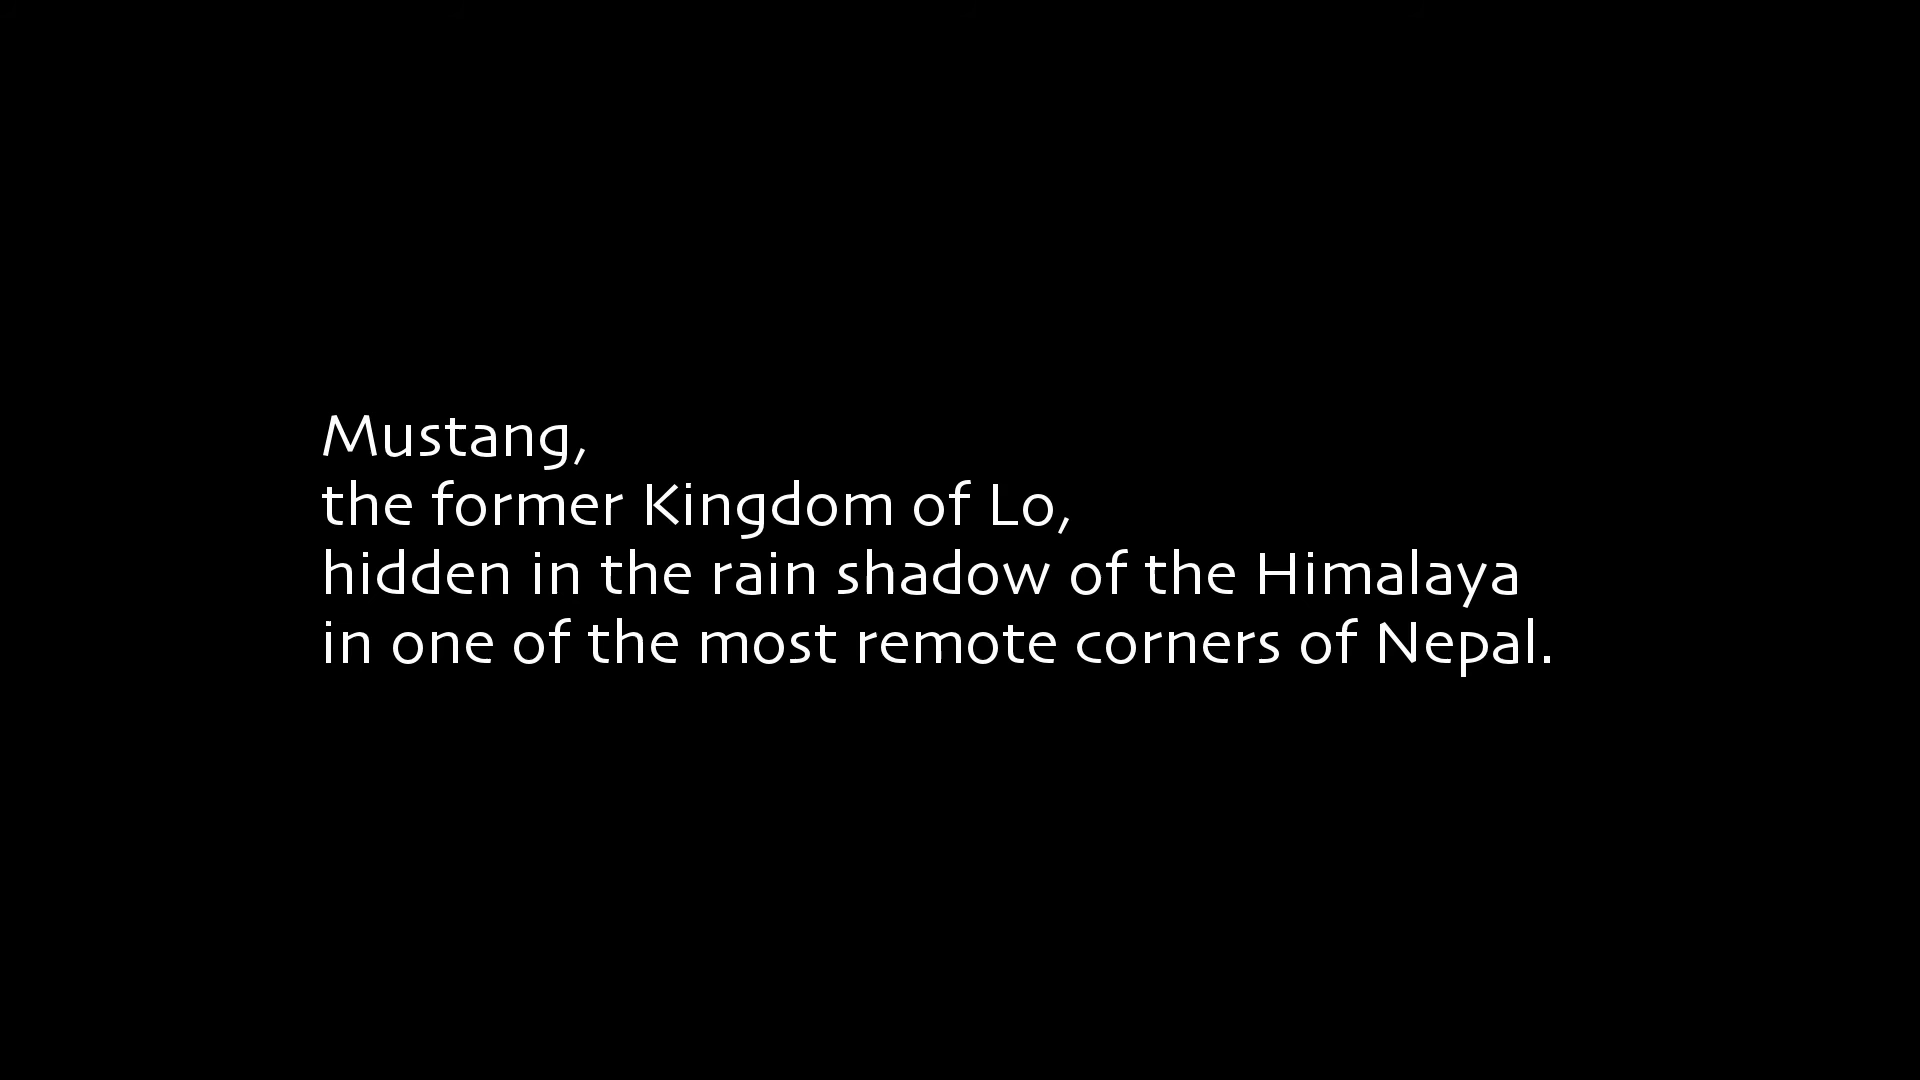 Mustang,
the former Kingdom of Lo,
hidden in the rain shadow of the Himalaya
in one of the most remote corners of Nepal.